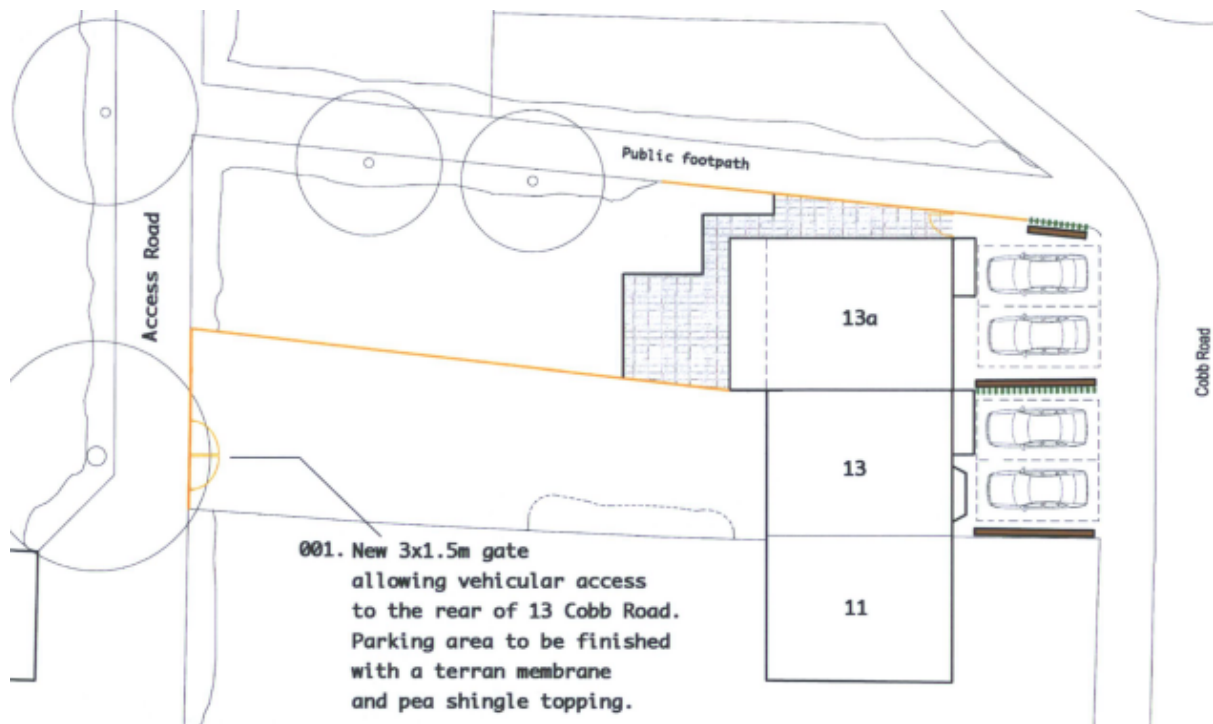 Public footpath
Access Road
13a
Cobb Road
13
001. New 3x1.5m gate
allowing vehicular access
to the rear of 13 Cobb Road.
Parking area to be finished
with a terran membrane
and pea shingle topping.
11